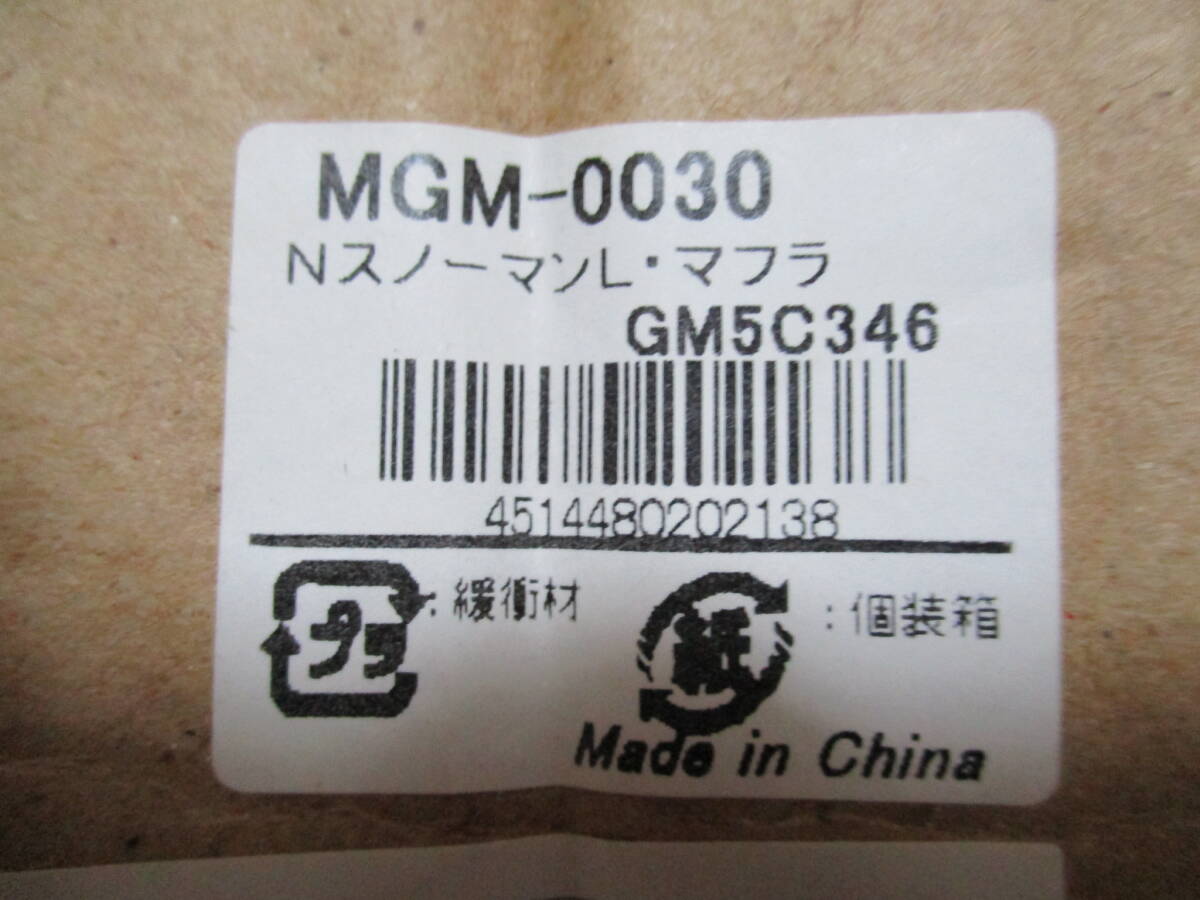 MGM-0030
NスノーマンL・マフラ
GM5C346
4514480202138
プラ :緩衝材
紙 :個装箱
Made in China